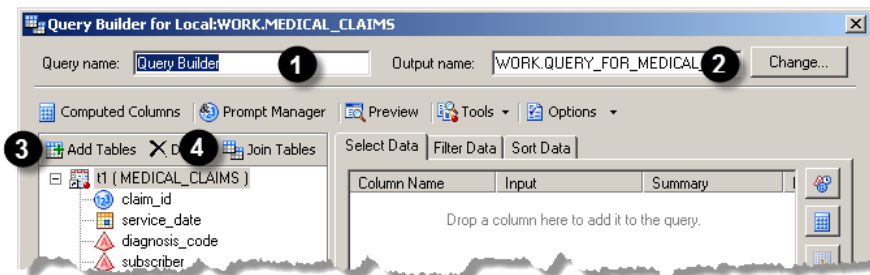 Query Builder for Local:WORK.MEDICAL_CLAIMS
Query name: Query Builder 1 Output name: WORK.QUERY_FOR_MEDICAL_ 2 Change...
Computed Columns Prompt Manager Preview Tools Options
3 Add Tables D 4 Join Tables Select Data Filter Data Sort Data
t1 ( MEDICAL_CLAIMS ) Column Name Input Summary
claim_id
service_date Drop a column here to add it to the query.
diagnosis_code
subscriber